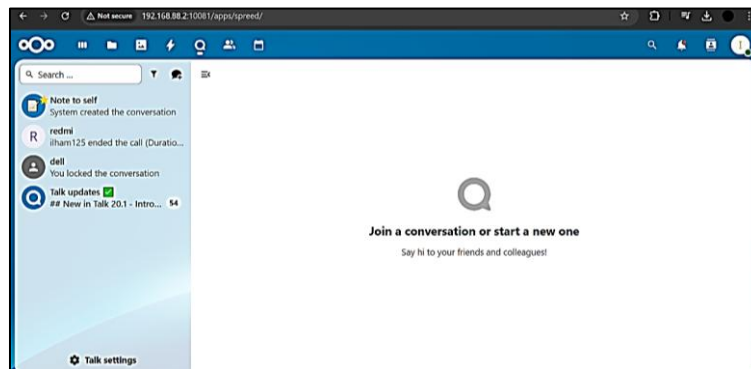 Not secure 192.168.88.2:10081/apps/spreed/
Search ...
Note to self
System created the conversation
R
redmi
ilham125 ended the call (Duratio...
dell
You locked the conversation
Talk updates ✅
## New in Talk 20.1 - Intro... 54
Talk settings
I
Join a conversation or start a new one
Say hi to your friends and colleagues!